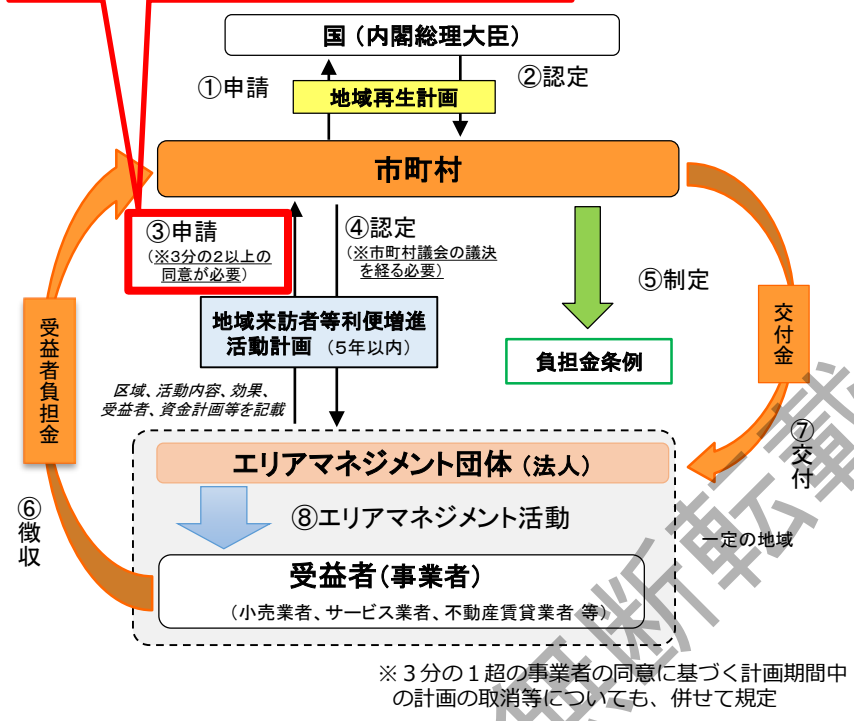 国（内閣総理大臣）
①申請
②認定
地域再生計画
市町村
③申請
（※3分の2以上の
同意が必要）
④認定
（※市町村議会の議決
を経る必要）
⑤制定
地域来訪者等利便増進
活動計画 （5年以内）
負担金条例
区域、活動内容、効果、
受益者、資金計画等を記載
受益者負担金
交付金
エリアマネジメント団体（法人）
⑦交付
⑧エリアマネジメント活動
⑥徴収
一定の地域
受益者（事業者）
（小売業者、サービス業者、不動産賃貸業者 等）
※３分の１超の事業者の同意に基づく計画期間中
の計画の取消等についても、併せて規定
無断転載